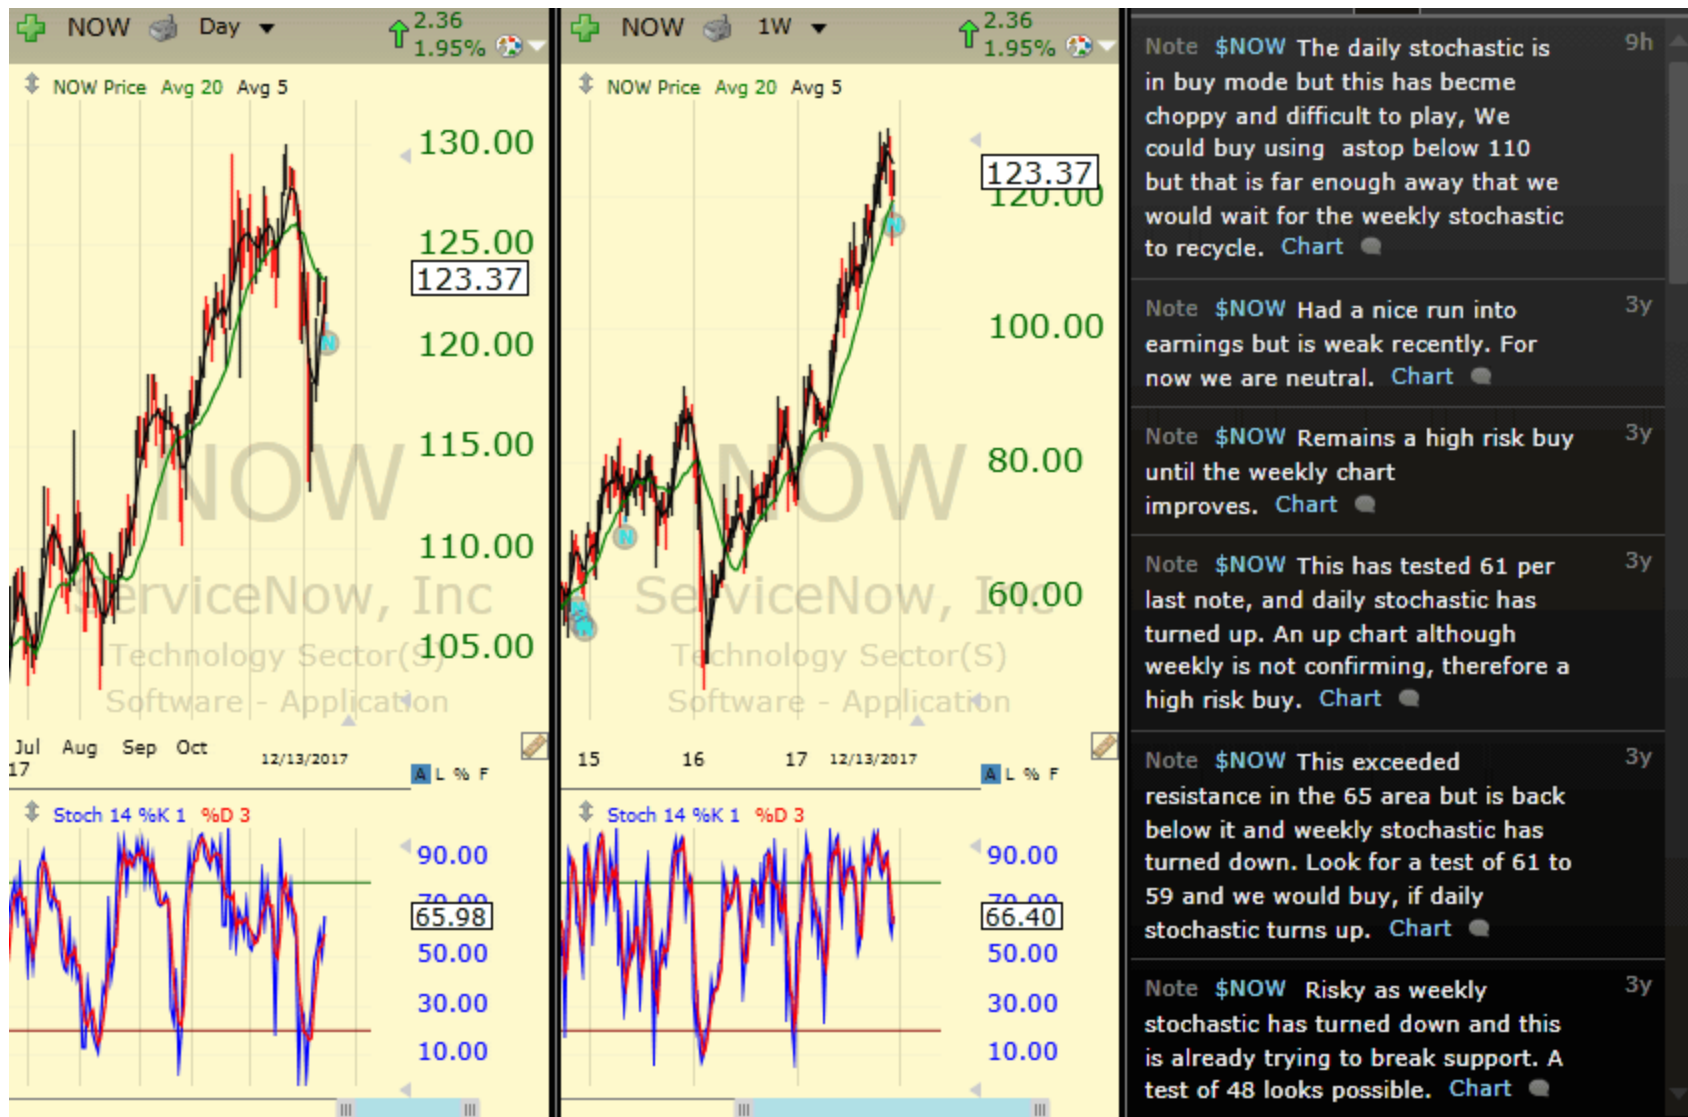 NOW Day
2.36
1.95%
NOW Price Avg 20 Avg 5
130.00
125.00
123.37
120.00
115.00
110.00
105.00
N
NOW
ServiceNow, Inc
Technology Sector(S)
Software - Application
Jul Aug Sep Oct
17
12/13/2017
A L % F
Stoch 14 %K 1 %D 3
90.00
70.00
65.98
50.00
30.00
10.00
NOW 1W
2.36
1.95%
NOW Price Avg 20 Avg 5
123.37
120.00
100.00
80.00
60.00
N
N
N
N
NOW
ServiceNow, Inc
Technology Sector(S)
Software - Application
15 16 17 12/13/2017
A L % F
Stoch 14 %K 1 %D 3
90.00
70.00
66.40
50.00
30.00
10.00
Note $NOW The daily stochastic is 9h
in buy mode but this has becme
choppy and difficult to play, We
could buy using astop below 110
but that is far enough away that we
would wait for the weekly stochastic
to recycle. Chart
Note $NOW Had a nice run into 3y
earnings but is weak recently. For
now we are neutral. Chart
Note $NOW Remains a high risk buy 3y
until the weekly chart
improves. Chart
Note $NOW This has tested 61 per 3y
last note, and daily stochastic has
turned up. An up chart although
weekly is not confirming, therefore a
high risk buy. Chart
Note $NOW This exceeded 3y
resistance in the 65 area but is back
below it and weekly stochastic has
turned down. Look for a test of 61 to
59 and we would buy, if daily
stochastic turns up. Chart
Note $NOW Risky as weekly 3y
stochastic has turned down and this
is already trying to break support. A
test of 48 looks possible. Chart